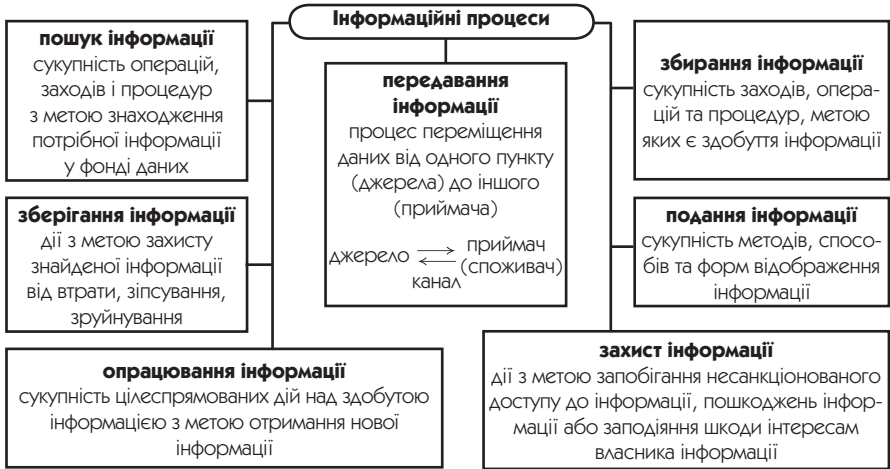 Інформаційні процеси
пошук інформації
сукупність операцій,
заходів і процедур
з метою знаходження
потрібної інформації
у фонді даних
зберігання інформації
дії з метою захисту
знайденої інформації
від втрати, зіпсування,
зруйнування
опрацювання інформації
сукупність цілеспрямованих дій над здобутою
інформацією з метою отримання нової
інформації
передавання
інформації
процес переміщення
даних від одного пункту
(джерела) до іншого
(приймача)
джерело приймач
(споживач)
канал
збирання інформації
сукупність заходів, опера-
цій та процедур, метою
яких є здобуття інформації
подання інформації
сукупність методів, спосо-
бів та форм відображення
інформації
захист інформації
дії з метою запобігання несанкціонованого
доступу до інформації, пошкоджень інфор-
мації або заподіяння шкоди інтересам
власника інформації